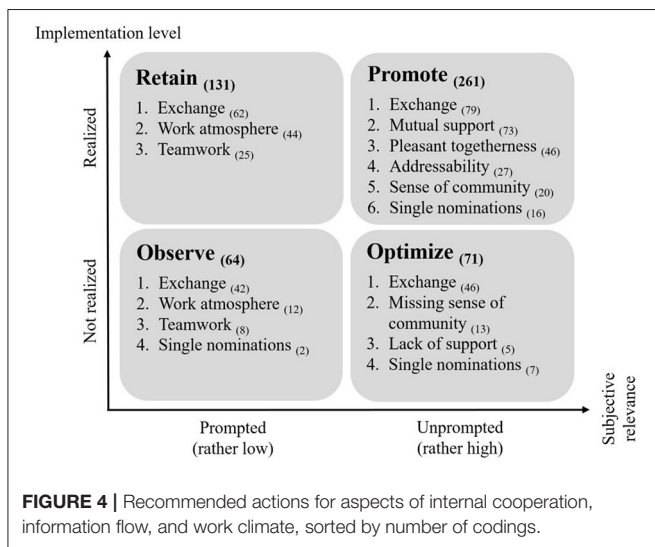 Implementation level
Realized
Not realized
Retain (131)
1. Exchange (62)
2. Work atmosphere (44)
3. Teamwork (25)
Promote (261)
1. Exchange (79)
2. Mutual support (73)
3. Pleasant togetherness (46)
4. Addressability (27)
5. Sense of community (20)
6. Single nominations (16)
Observe (64)
1. Exchange (42)
2. Work atmosphere (12)
3. Teamwork (8)
4. Single nominations (2)
Optimize (71)
1. Exchange (46)
2. Missing sense of
community (13)
3. Lack of support (5)
4. Single nominations (7)
Prompted
(rather low)
Unprompted
(rather high)
Subjective
relevance
FIGURE 4 | Recommended actions for aspects of internal cooperation,
information flow, and work climate, sorted by number of codings.